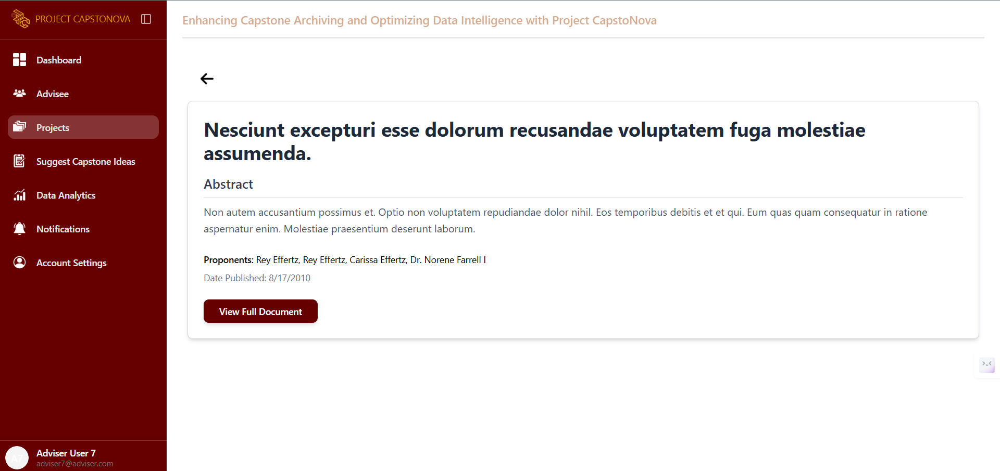 PROJECT CAPSTONOVA
Dashboard
Advisee
Projects
Suggest Capstone Ideas
Data Analytics
Notifications
Account Settings
A7
Adviser User 7
adviser7@adviser.com
Enhancing Capstone Archiving and Optimizing Data Intelligence with Project CapstoNova
Nesciunt excepturi esse dolorum recusandae voluptatem fuga molestiae
assumenda.
Abstract
Non autem accusantium possimus et. Optio non voluptatem repudiandae dolor nihil. Eos temporibus debitis et et qui. Eum quas quam consequatur in ratione
aspernatur enim. Molestiae praesentium deserunt laborum.
Proponents: Rey Effertz, Rey Effertz, Carissa Effertz, Dr. Norene Farrell I
Date Published: 8/17/2010
View Full Document